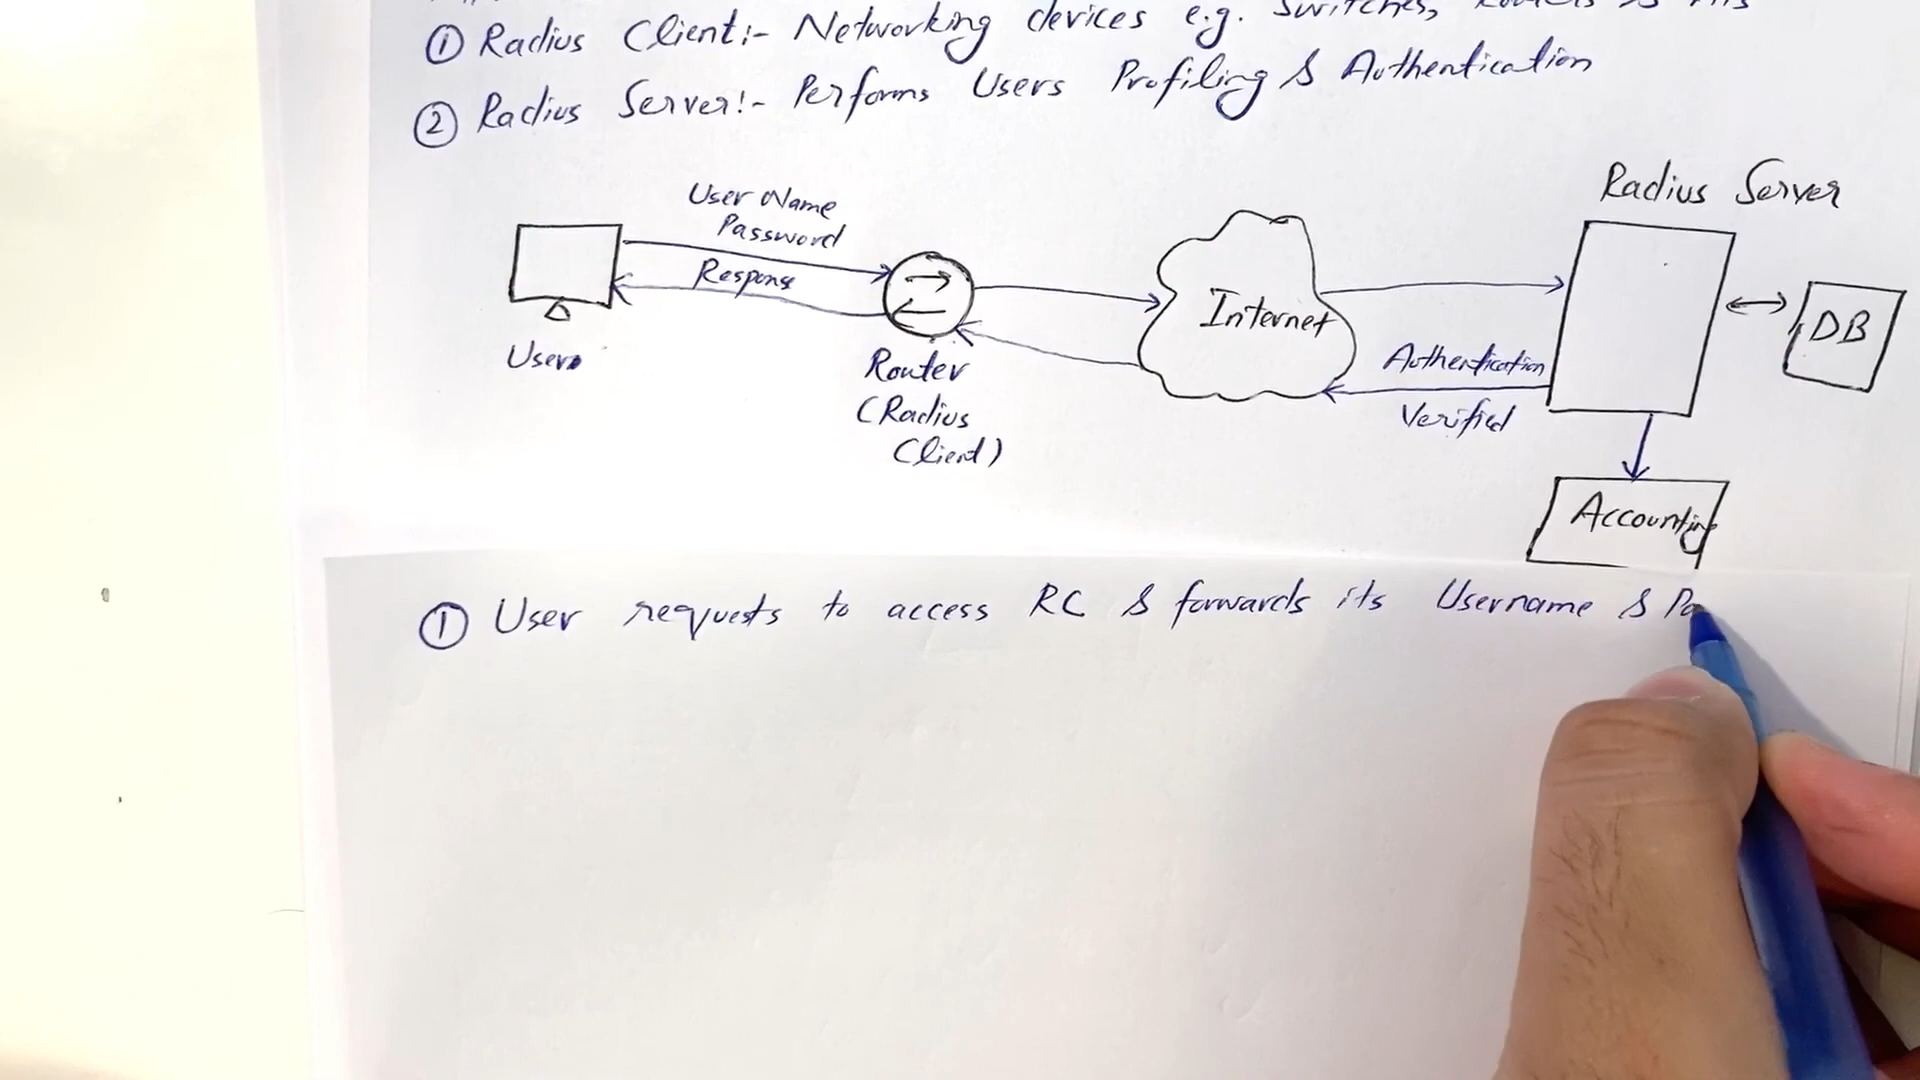 ① Radius Client:- Networking devices e.g. Switches,
② Radius Server:- Performs Users Profiling & Authentication
Radius Server
User Name
Password
Response
Internet
DB
User
Router
(Radius
Client)
Authentication
Verified
Accounting
① User requests to access RC & forwards its Username & Pa